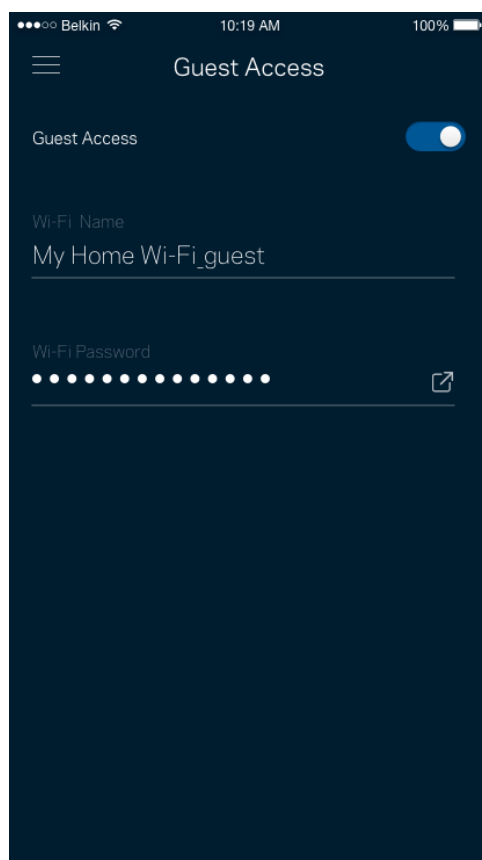 Belkin 10:19 AM 100%
Guest Access
Guest Access
Wi-Fi Name
My Home Wi-Fi_guest
Wi-Fi Password
●●●●●●●●●●●●●●